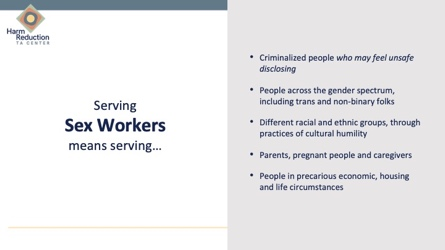 Harm
Reduction
TA CENTER
Serving
Sex Workers
means serving...
• Criminalized people who may feel unsafe
disclosing
• People across the gender spectrum,
including trans and non-binary folks
• Different racial and ethnic groups, through
practices of cultural humility
• Parents, pregnant people and caregivers
• People in precarious economic, housing
and life circumstances